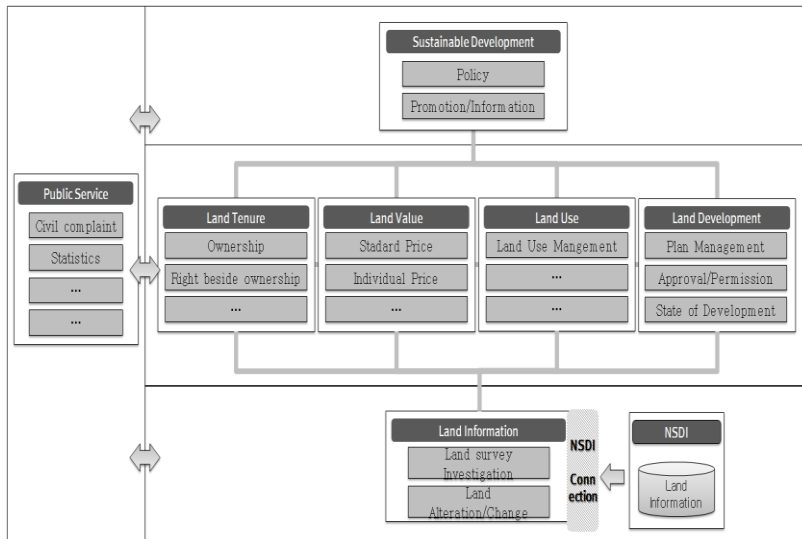 Sustainable Development
Policy
Promotion/Information
Public Service
Civil complaint
Statistics
...
...
Land Tenure
Ownership
Right beside ownership
...
Land Value
Stadard Price
Individual Price
...
Land Use
Land Use Mangement
...
...
Land Development
Plan Management
Approval/Permission
State of Development
Land Information
Land survey
Investigation
Land
Alteration/Change
NSDI
Conn
ection
NSDI
Land
Information